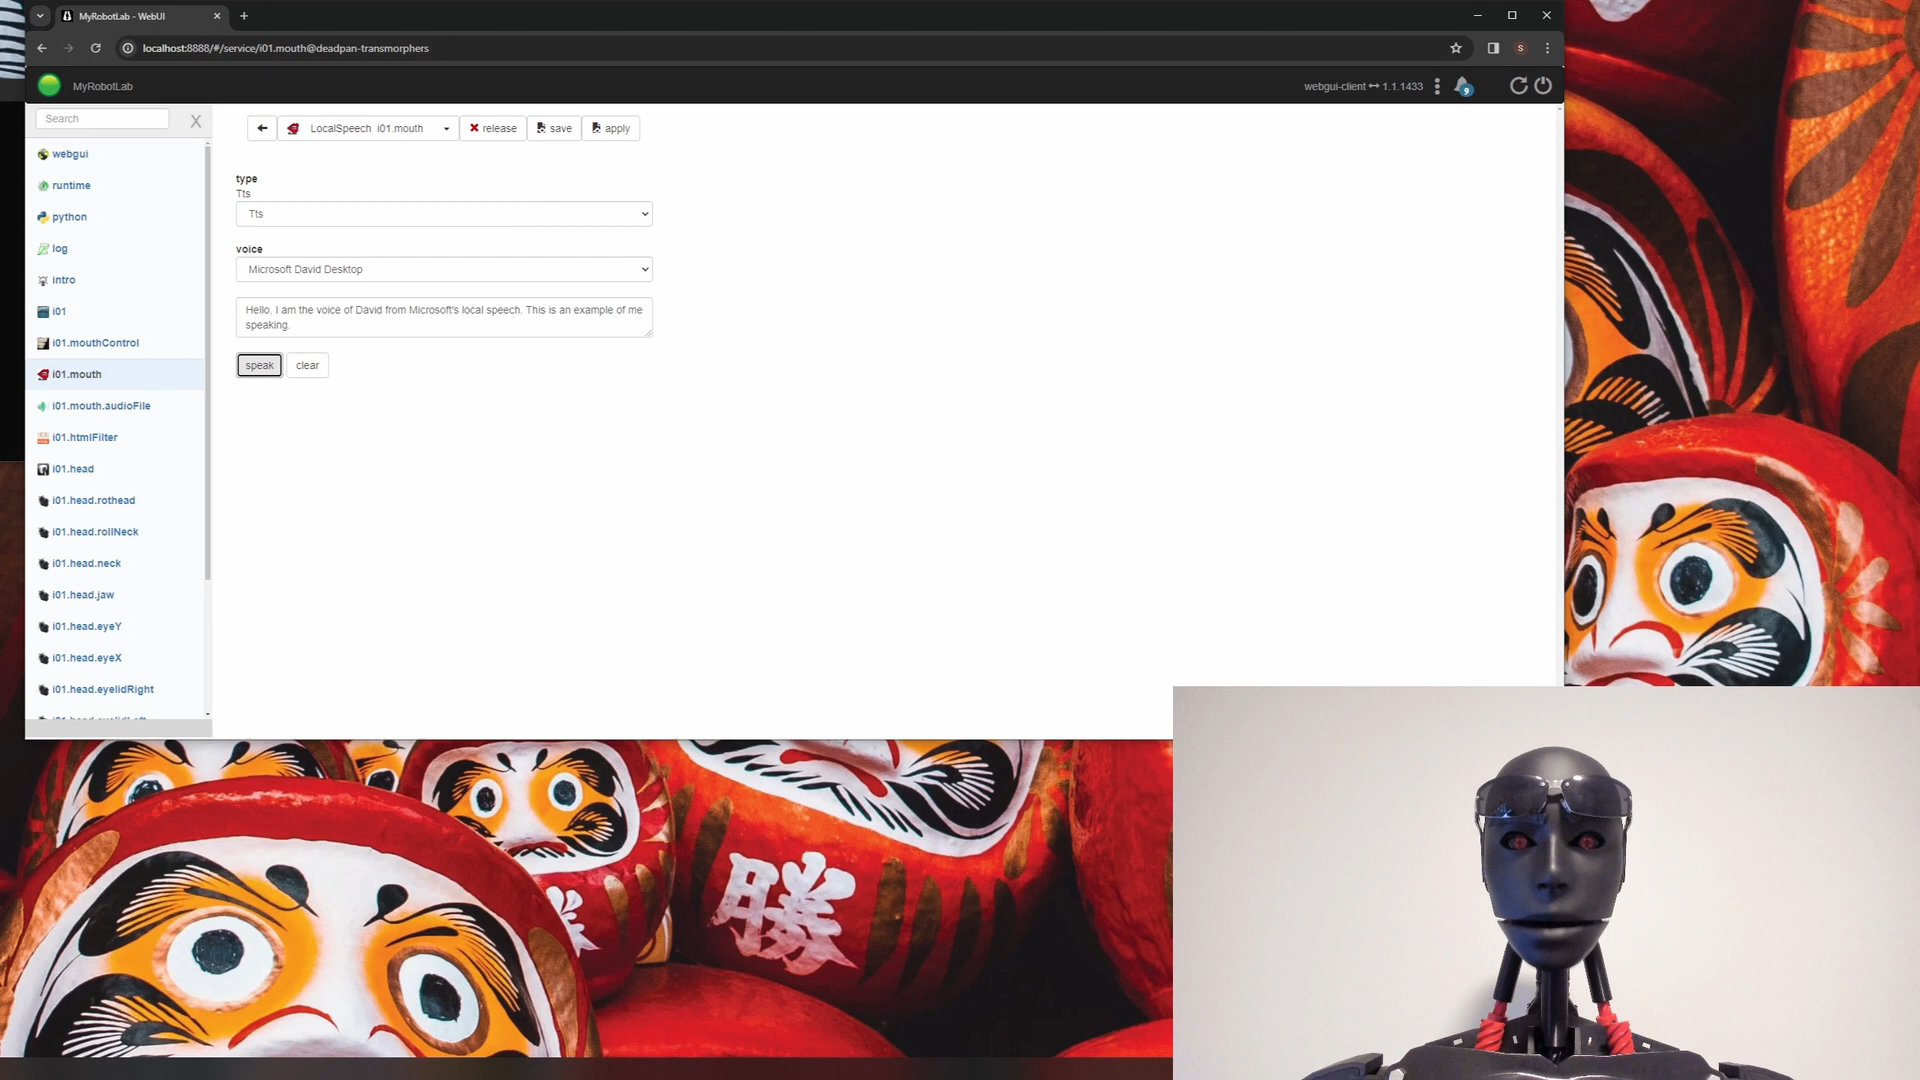 MyRobotLab - WebUI
localhost:8888/#/service/i01.mouth@deadpan-transmorphers
S
MyRobotLab
webgui-client ↔ 1.1.1433
9
Search
X
LocalSpeech i01.mouth
release
save
apply
webgui
runtime
python
log
intro
i01
i01.mouthControl
i01.mouth
i01.mouth.audioFile
i01.htmlFilter
i01.head
i01.head.rothead
i01.head.rollNeck
i01.head.neck
i01.head.jaw
i01.head.eyeY
i01.head.eyeX
i01.head.eyelidRight
type
Tts
Tts
voice
Microsoft David Desktop
Hello. I am the voice of David from Microsoft's local speech. This is an example of me
speaking.
speak
clear
勝